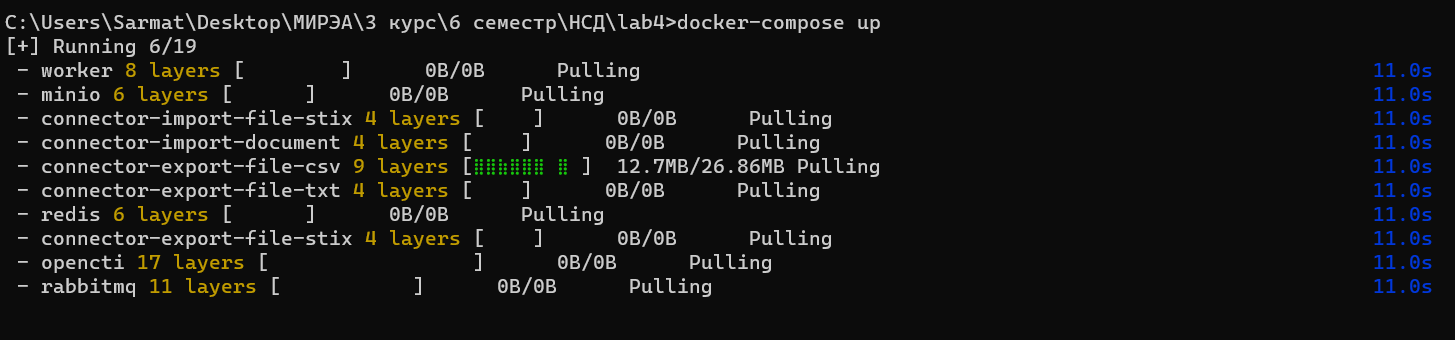 C:\Users\Sarmat\Desktop\МИРЭА\3 курс\6 семестр\НСД\lab4>docker-compose up
[+] Running 6/19
- worker 8 layers [        ]      0B/0B      Pulling 11.0s
- minio 6 layers [      ]      0B/0B      Pulling 11.0s
- connector-import-file-stix 4 layers [    ]      0B/0B      Pulling 11.0s
- connector-import-document 4 layers [    ]      0B/0B      Pulling 11.0s
- connector-export-file-csv 9 layers [⣿⣿⣷⣿⣿⣿ ⣿ ]  12.7MB/26.86MB Pulling 11.0s
- connector-export-file-txt 4 layers [    ]      0B/0B      Pulling 11.0s
- redis 6 layers [      ]      0B/0B      Pulling 11.0s
- connector-export-file-stix 4 layers [    ]      0B/0B      Pulling 11.0s
- opencti 17 layers [                 ]      0B/0B      Pulling 11.0s
- rabbitmq 11 layers [           ]      0B/0B      Pulling 11.0s